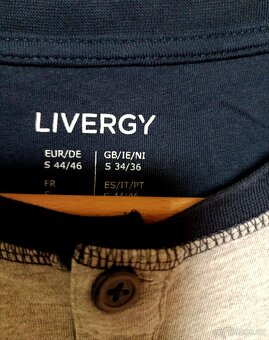 LIVERGY
EUR/DE GB/IE/NI
S 44/46 S 34/36
FR ES/IT/PT